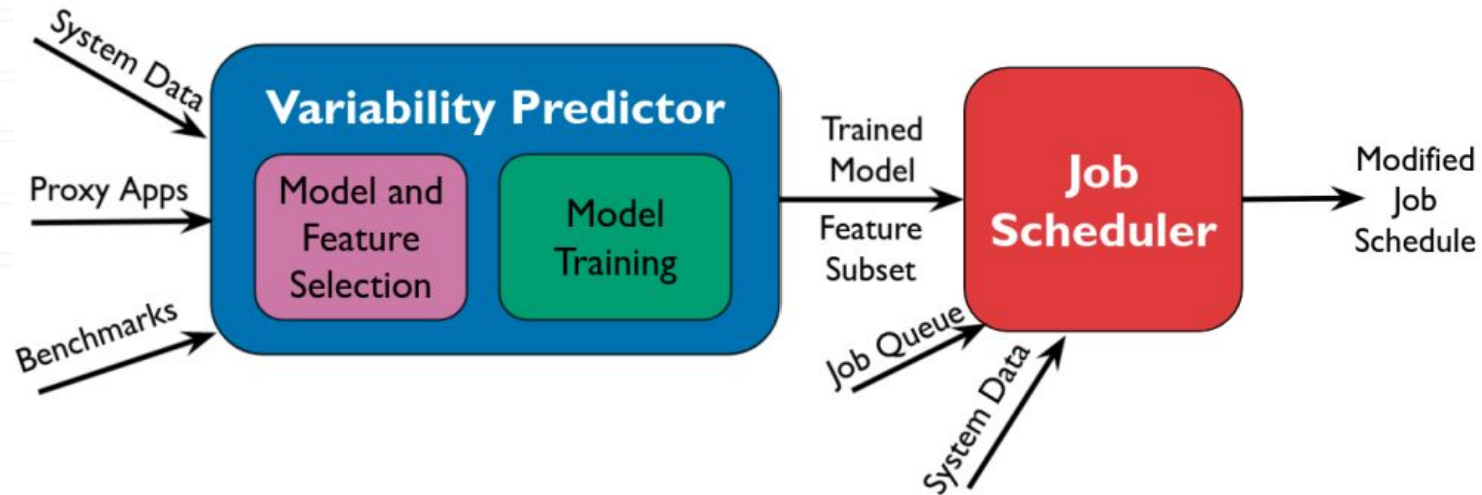 System Data
Proxy Apps
Benchmarks
Variability Predictor
Model and
Feature
Selection
Model
Training
Trained
Model
Feature
Subset
Job
Scheduler
Job Queue
System Data
Modified
Job
Schedule